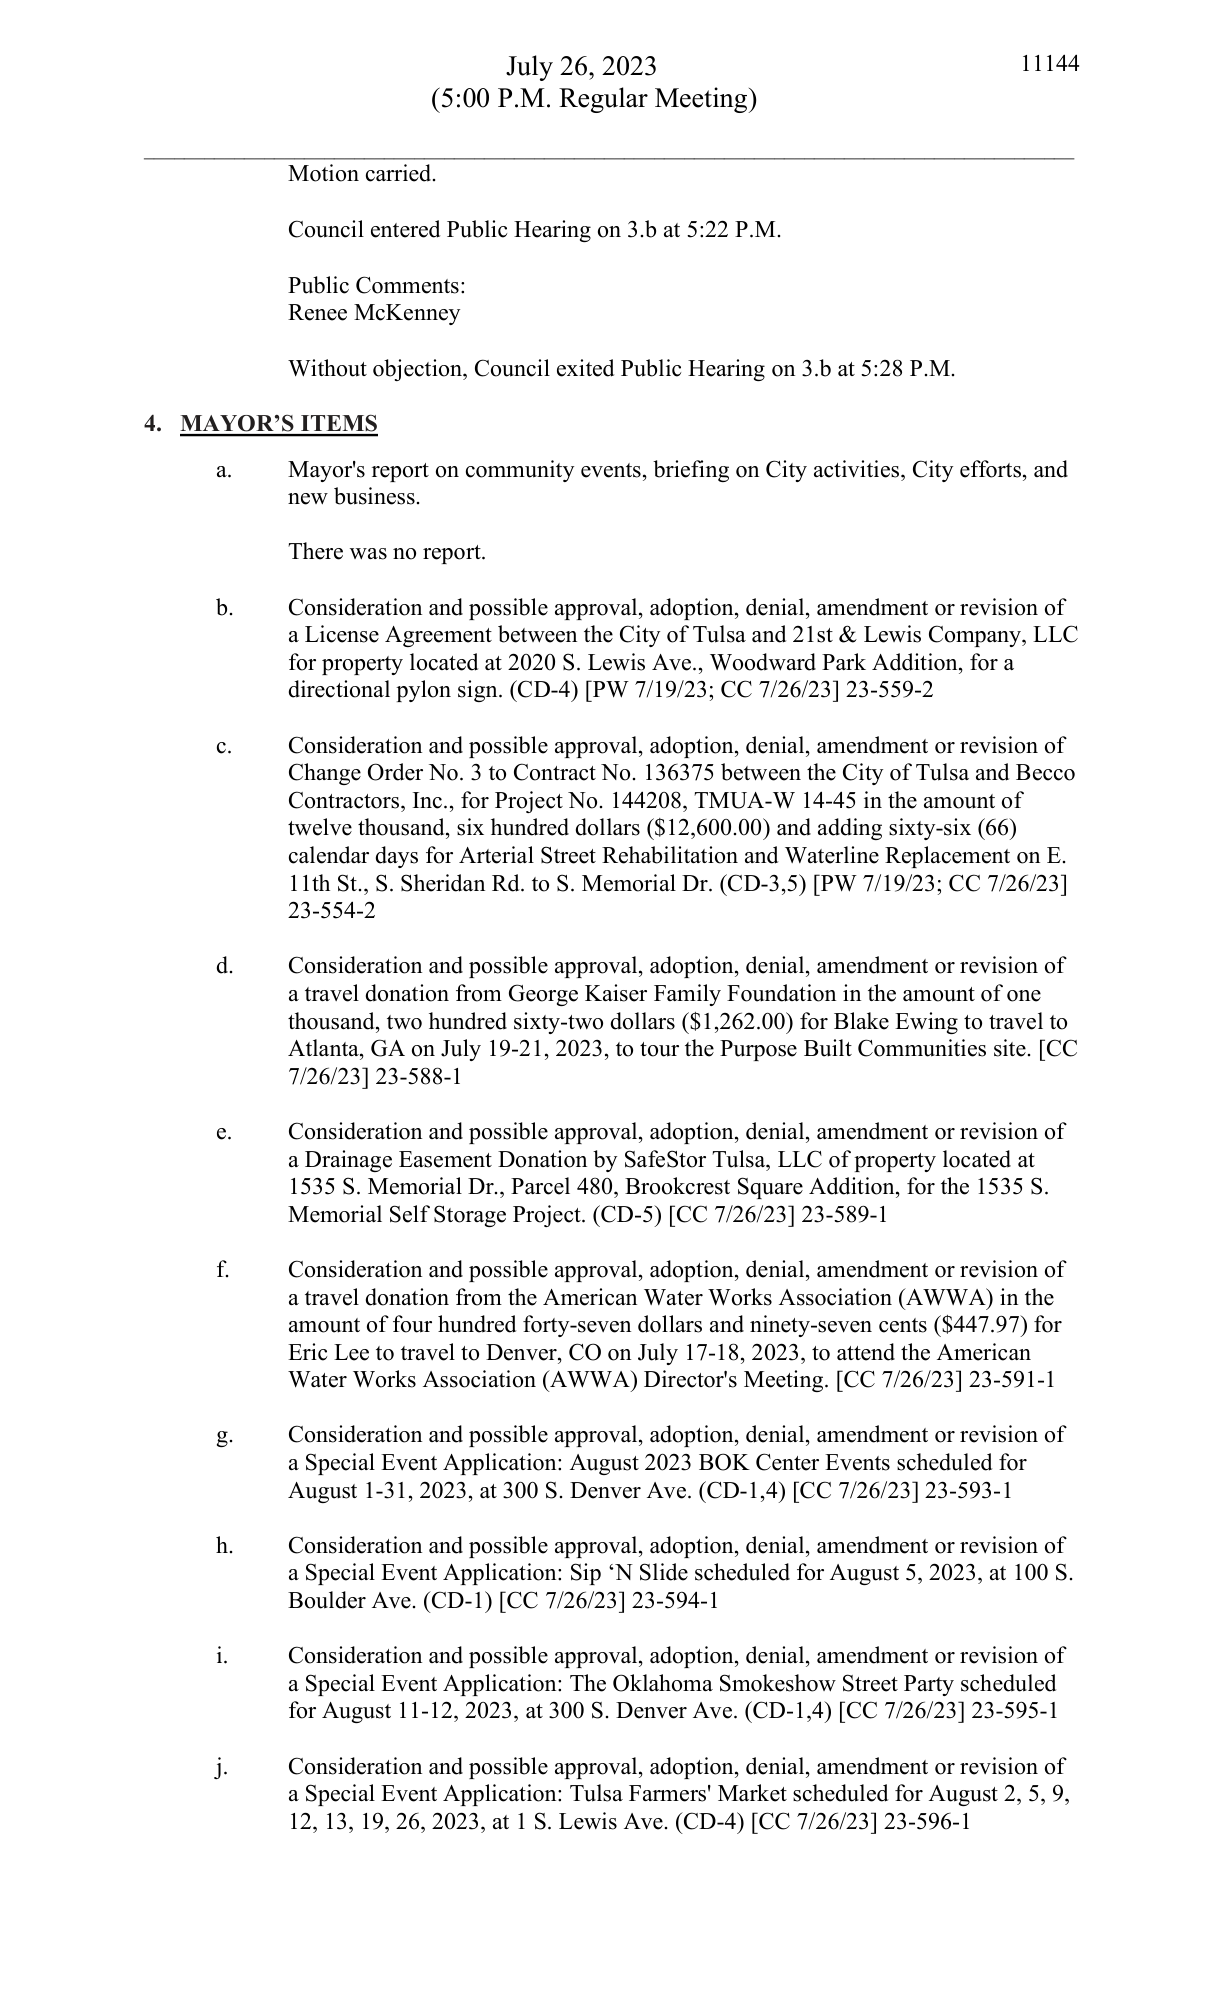 July 26, 2023
11144
(5:00 P.M. Regular Meeting)
Motion carried.
Council entered Public Hearing on 3.b at 5:22 P.M.
Public Comments:
Renee McKenney
Without objection, Council exited Public Hearing on 3.b at 5:28 P.M.
4. MAYOR’S ITEMS
a. Mayor's report on community events, briefing on City activities, City efforts, and
new business.
There was no report.
b. Consideration and possible approval, adoption, denial, amendment or revision of
a License Agreement between the City of Tulsa and 21st & Lewis Company, LLC
for property located at 2020 S. Lewis Ave., Woodward Park Addition, for a
directional pylon sign. (CD-4) [PW 7/19/23; CC 7/26/23] 23-559-2
c. Consideration and possible approval, adoption, denial, amendment or revision of
Change Order No. 3 to Contract No. 136375 between the City of Tulsa and Becco
Contractors, Inc., for Project No. 144208, TMUA-W 14-45 in the amount of
twelve thousand, six hundred dollars ($12,600.00) and adding sixty-six (66)
calendar days for Arterial Street Rehabilitation and Waterline Replacement on E.
11th St., S. Sheridan Rd. to S. Memorial Dr. (CD-3,5) [PW 7/19/23; CC 7/26/23]
23-554-2
d. Consideration and possible approval, adoption, denial, amendment or revision of
a travel donation from George Kaiser Family Foundation in the amount of one
thousand, two hundred sixty-two dollars ($1,262.00) for Blake Ewing to travel to
Atlanta, GA on July 19-21, 2023, to tour the Purpose Built Communities site. [CC
7/26/23] 23-588-1
e. Consideration and possible approval, adoption, denial, amendment or revision of
a Drainage Easement Donation by SafeStor Tulsa, LLC of property located at
1535 S. Memorial Dr., Parcel 480, Brookcrest Square Addition, for the 1535 S.
Memorial Self Storage Project. (CD-5) [CC 7/26/23] 23-589-1
f. Consideration and possible approval, adoption, denial, amendment or revision of
a travel donation from the American Water Works Association (AWWA) in the
amount of four hundred forty-seven dollars and ninety-seven cents ($447.97) for
Eric Lee to travel to Denver, CO on July 17-18, 2023, to attend the American
Water Works Association (AWWA) Director's Meeting. [CC 7/26/23] 23-591-1
g. Consideration and possible approval, adoption, denial, amendment or revision of
a Special Event Application: August 2023 BOK Center Events scheduled for
August 1-31, 2023, at 300 S. Denver Ave. (CD-1,4) [CC 7/26/23] 23-593-1
h. Consideration and possible approval, adoption, denial, amendment or revision of
a Special Event Application: Sip ‘N Slide scheduled for August 5, 2023, at 100 S.
Boulder Ave. (CD-1) [CC 7/26/23] 23-594-1
i. Consideration and possible approval, adoption, denial, amendment or revision of
a Special Event Application: The Oklahoma Smokeshow Street Party scheduled
for August 11-12, 2023, at 300 S. Denver Ave. (CD-1,4) [CC 7/26/23] 23-595-1
j. Consideration and possible approval, adoption, denial, amendment or revision of
a Special Event Application: Tulsa Farmers' Market scheduled for August 2, 5, 9,
12, 13, 19, 26, 2023, at 1 S. Lewis Ave. (CD-4) [CC 7/26/23] 23-596-1